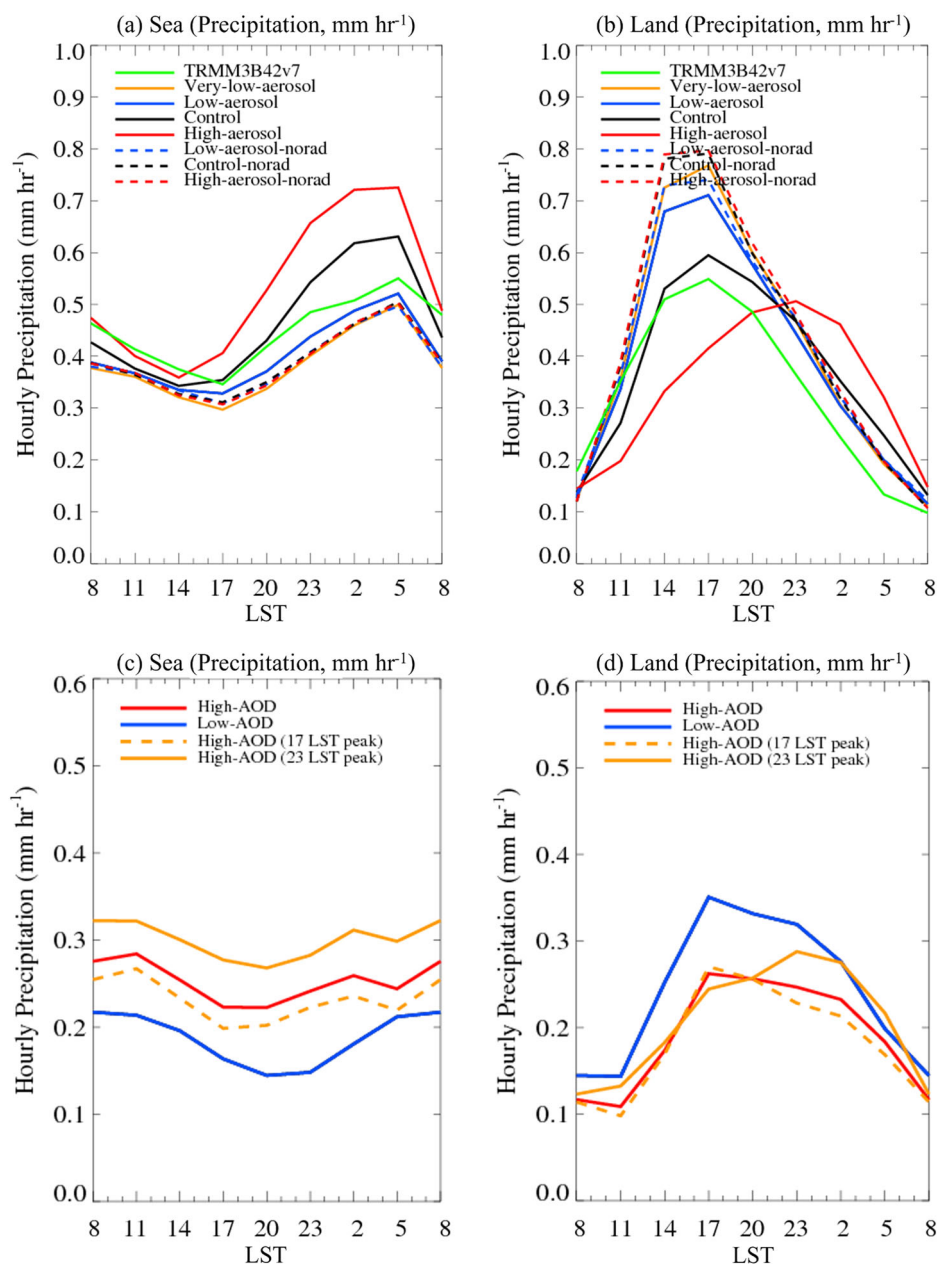 (a) Sea (Precipitation, mm hr-1)
1.0
0.9
0.8
0.7
0.6
0.5
0.4
0.3
0.2
0.1
0.0
Hourly Precipitation (mm hr-1)
TRMM3B42v7
Very-low-aerosol
Low-aerosol
Control
High-aerosol
Low-aerosol-norad
Control-norad
High-aerosol-norad
8 11 14 17 20 23 2 5 8
LST
(b) Land (Precipitation, mm hr-1)
1.0
0.9
0.8
0.7
0.6
0.5
0.4
0.3
0.2
0.1
0.0
Hourly Precipitation (mm hr-1)
TRMM3B42v7
Very-low-aerosol
Low-aerosol
Control
High-aerosol
Low-aerosol-norad
Control-norad
High-aerosol-norad
8 11 14 17 20 23 2 5 8
LST
(c) Sea (Precipitation, mm hr-1)
0.6
0.5
0.4
0.3
0.2
0.1
0.0
Hourly Precipitation (mm hr-1)
High-AOD
Low-AOD
High-AOD (17 LST peak)
High-AOD (23 LST peak)
8 11 14 17 20 23 2 5 8
LST
(d) Land (Precipitation, mm hr-1)
0.6
0.5
0.4
0.3
0.2
0.1
0.0
Hourly Precipitation (mm hr-1)
High-AOD
Low-AOD
High-AOD (17 LST peak)
High-AOD (23 LST peak)
8 11 14 17 20 23 2 5 8
LST